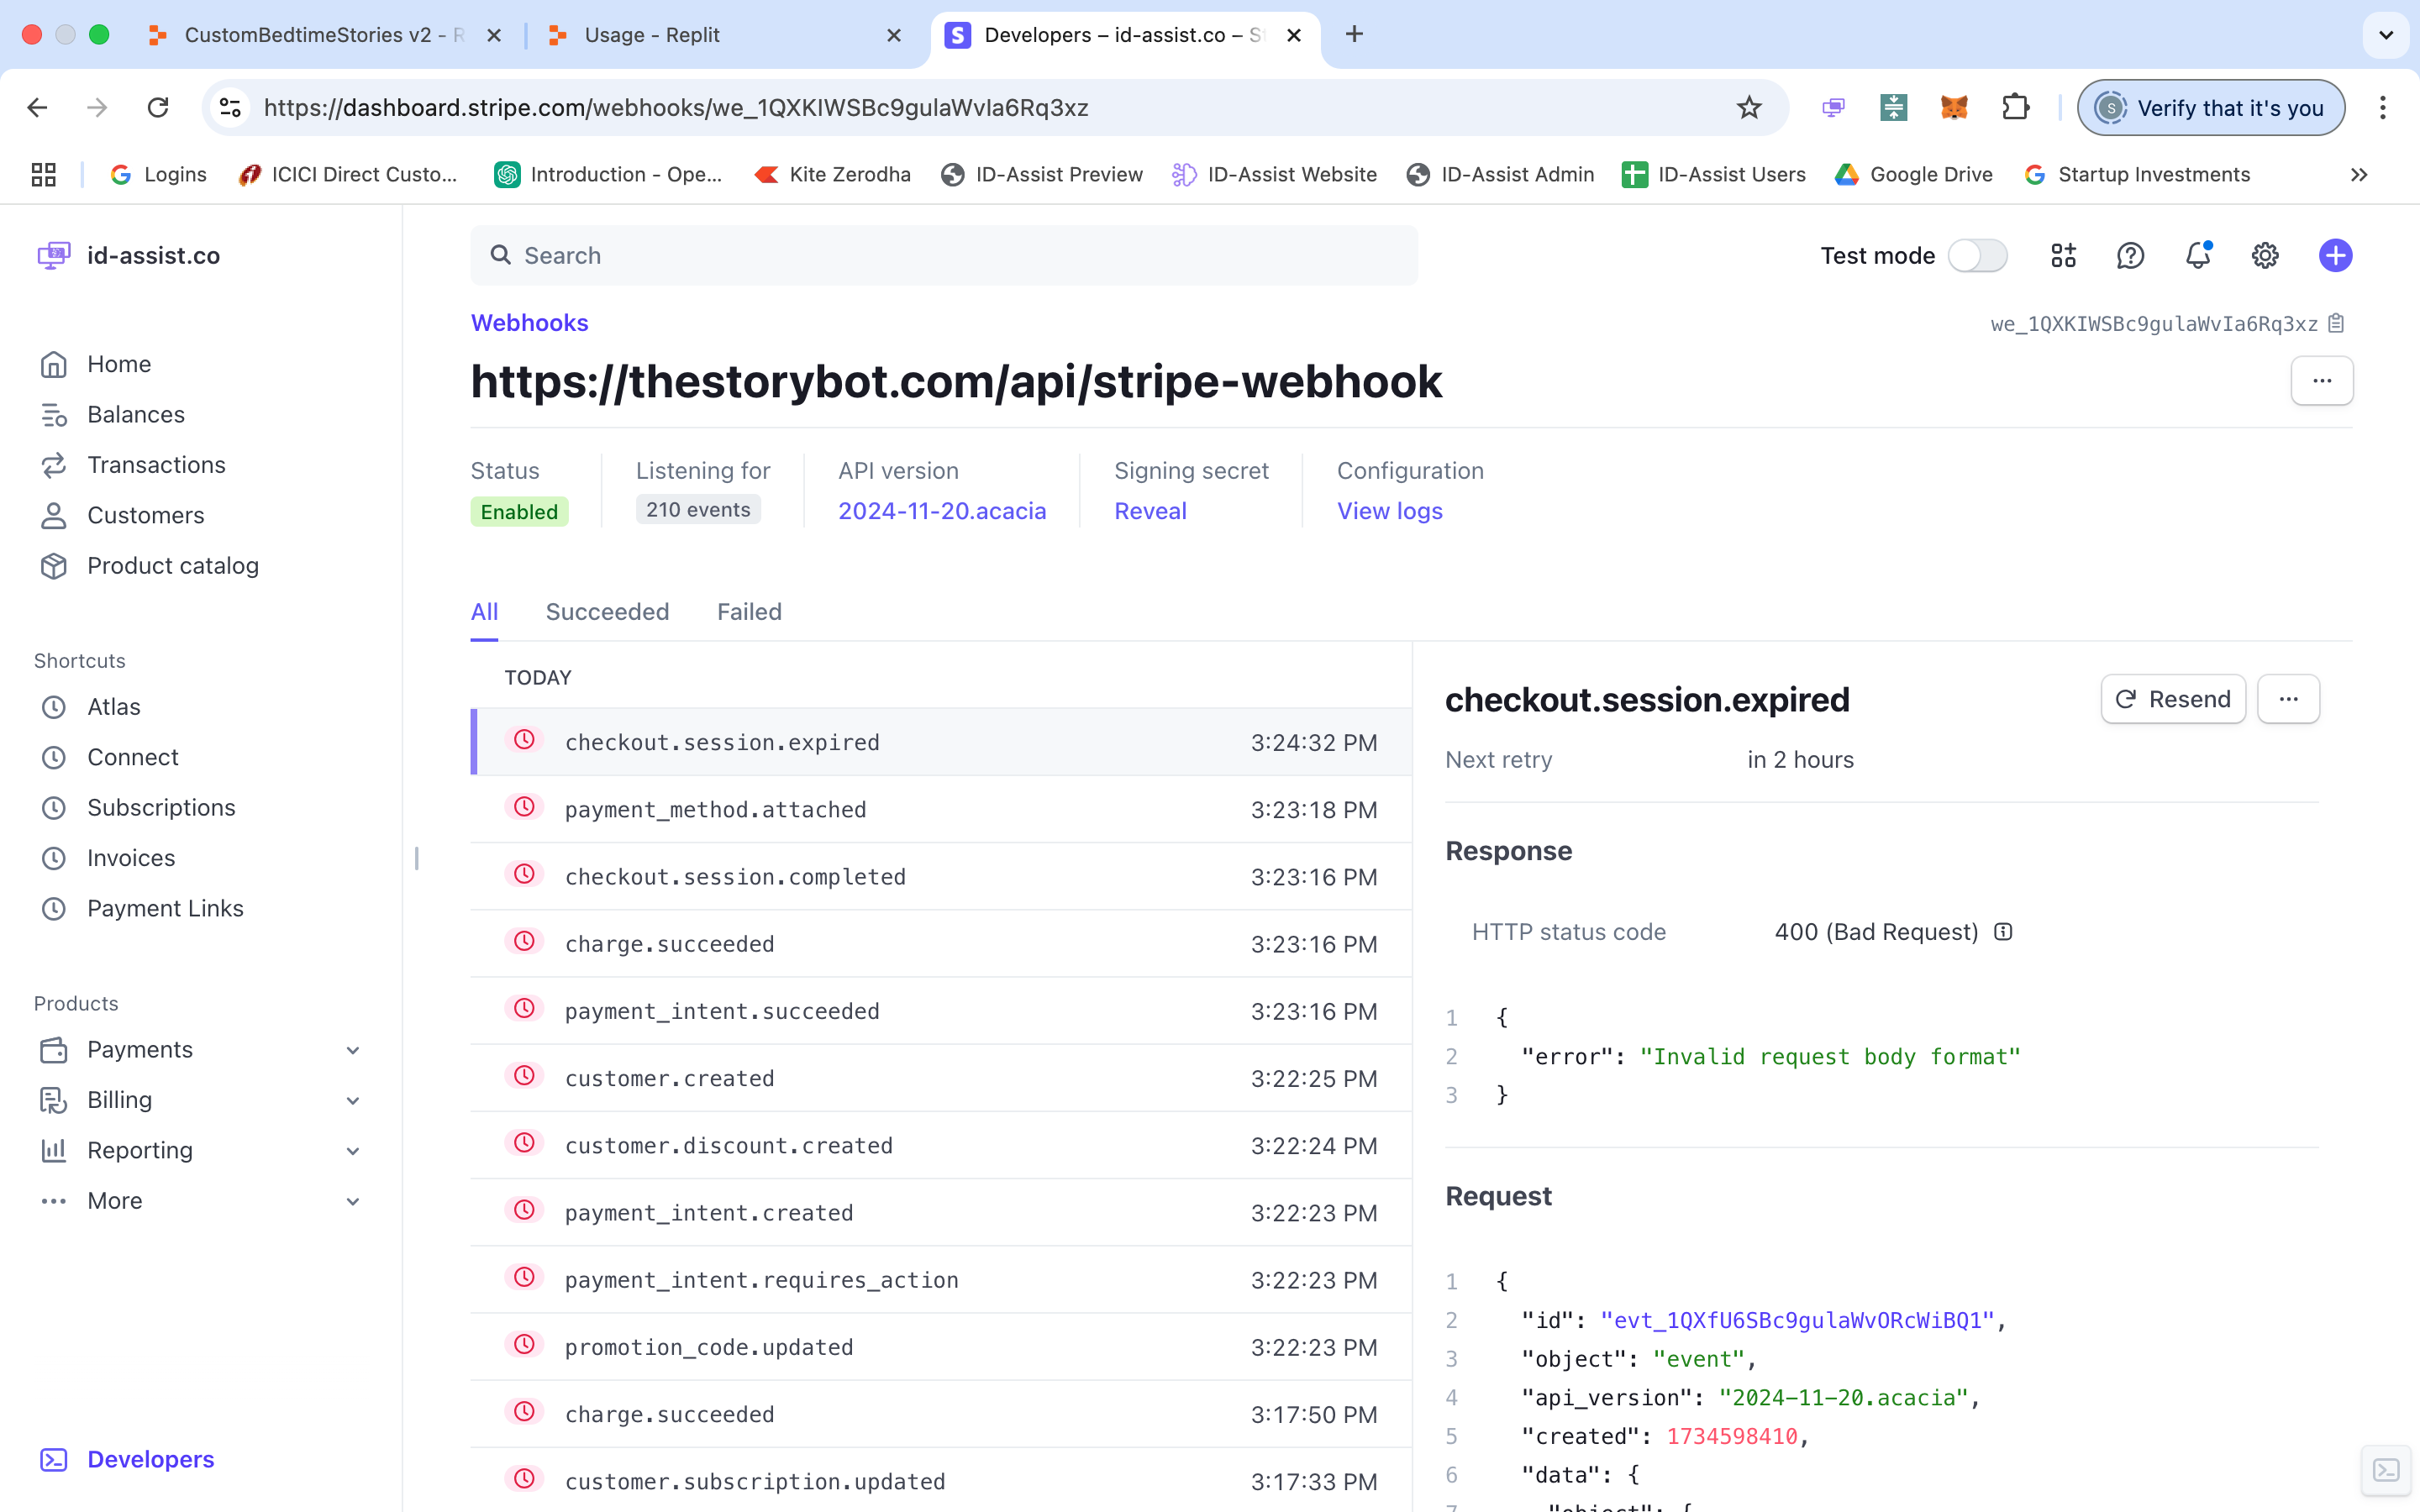 CustomBedtimeStories v2 - R
Usage - Replit
Developers – id-assist.co – St
https://dashboard.stripe.com/webhooks/we_1QXKIWSBc9gulaWvIa6Rq3xz
S
Verify that it's you
Logins
ICICI Direct Custo...
Introduction - Ope...
Kite Zerodha
ID-Assist Preview
ID-Assist Website
ID-Assist Admin
ID-Assist Users
Google Drive
Startup Investments
id-assist.co
Search
Test mode
Webhooks
we_1QXKIWSBc9gulaWvIa6Rq3xz
https://thestorybot.com/api/stripe-webhook
Status
Enabled
Listening for
210 events
API version
2024-11-20.acacia
Signing secret
Reveal
Configuration
View logs
Home
Balances
Transactions
Customers
Product catalog
Shortcuts
Atlas
Connect
Subscriptions
Invoices
Payment Links
Products
Payments
Billing
Reporting
More
Developers
All
Succeeded
Failed
TODAY
checkout.session.expired 3:24:32 PM
payment_method.attached 3:23:18 PM
checkout.session.completed 3:23:16 PM
charge.succeeded 3:23:16 PM
payment_intent.succeeded 3:23:16 PM
customer.created 3:22:25 PM
customer.discount.created 3:22:24 PM
payment_intent.created 3:22:23 PM
payment_intent.requires_action 3:22:23 PM
promotion_code.updated 3:22:23 PM
charge.succeeded 3:17:50 PM
customer.subscription.updated 3:17:33 PM
checkout.session.expired
Resend
Next retry in 2 hours
Response
HTTP status code 400 (Bad Request)
1 {
2 "error": "Invalid request body format"
3 }
Request
1 {
2 "id": "evt_1QXfU6SBc9gulaWvORcWiBQ1",
3 "object": "event",
4 "api_version": "2024-11-20.acacia",
5 "created": 1734598410,
6 "data": {
7 "object": {